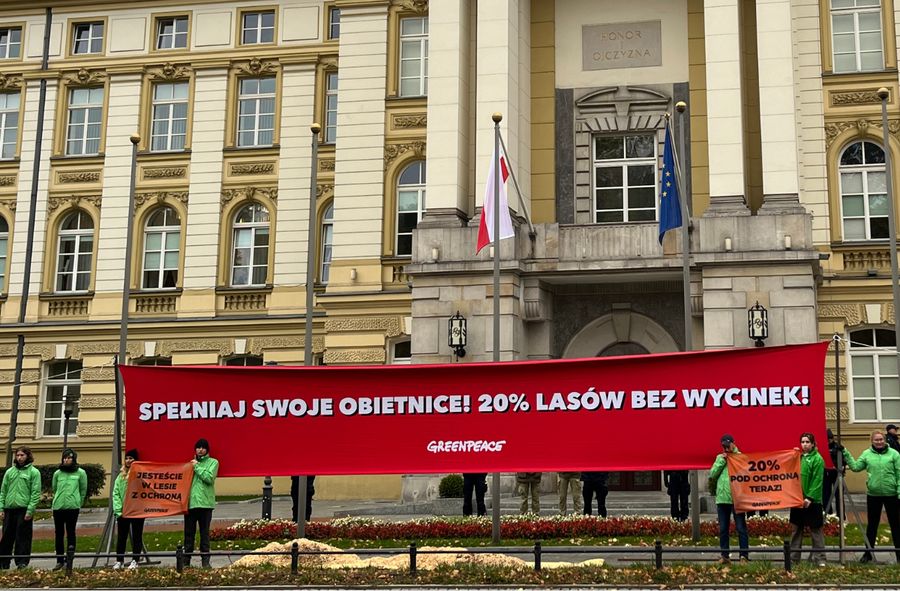 HONOR
I OJCZYZNA
SPEŁNIAJ SWOJE OBIETNICE! 20% LASÓW BEZ WYCINEK!
GREENPEACE
JESTEŚCIE
W LESIE
Z OCHRONĄ
20%
POD OCHRONĄ
TERAZ!